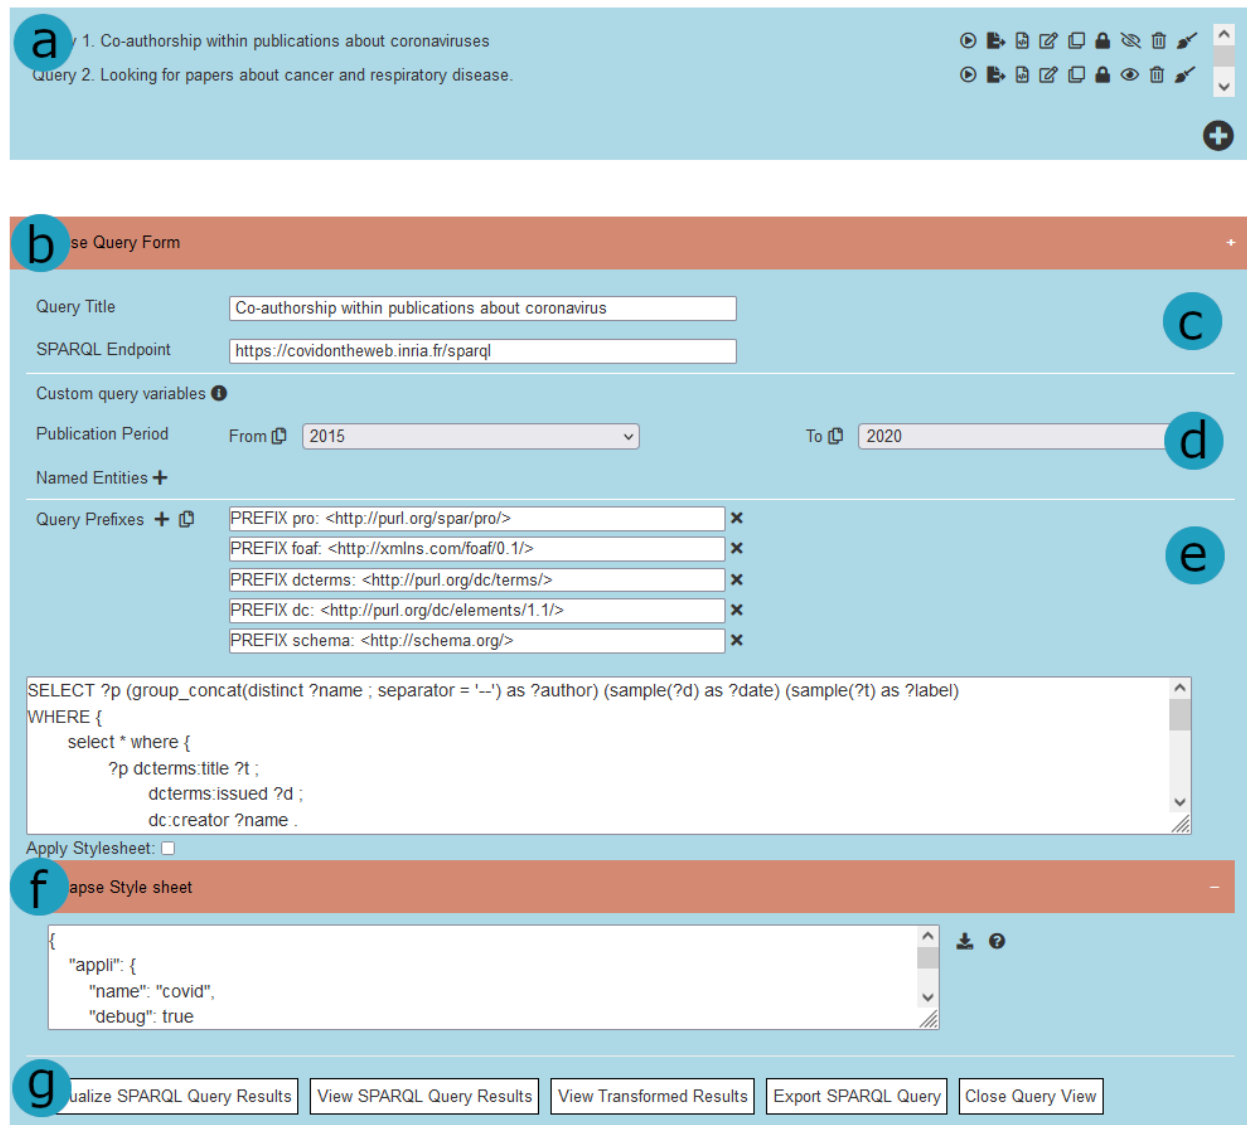 a
1. Co-authorship within publications about coronaviruses
Query 2. Looking for papers about cancer and respiratory disease.
b
se Query Form
+
Query Title
Co-authorship within publications about coronavirus
c
SPARQL Endpoint
https://covidontheweb.inria.fr/sparql
Custom query variables
Publication Period From 2015 To 2020
d
Named Entities +
Query Prefixes + PREFIX pro: <http://purl.org/spar/pro/>
PREFIX foaf: <http://xmlns.com/foaf/0.1/>
e
PREFIX dcterms: <http://purl.org/dc/terms/>
PREFIX dc: <http://purl.org/dc/elements/1.1/>
PREFIX schema: <http://schema.org/>
SELECT ?p (group_concat(distinct ?name ; separator = '--') as ?author) (sample(?d) as ?date) (sample(?t) as ?label)
WHERE {
select * where {
?p dcterms:title ?t ;
dcterms:issued ?d ;
dc:creator ?name .
Apply Stylesheet:
f
apse Style sheet
–
{
"appli": {
"name": "covid",
"debug": true
g
ualize SPARQL Query Results View SPARQL Query Results View Transformed Results Export SPARQL Query Close Query View